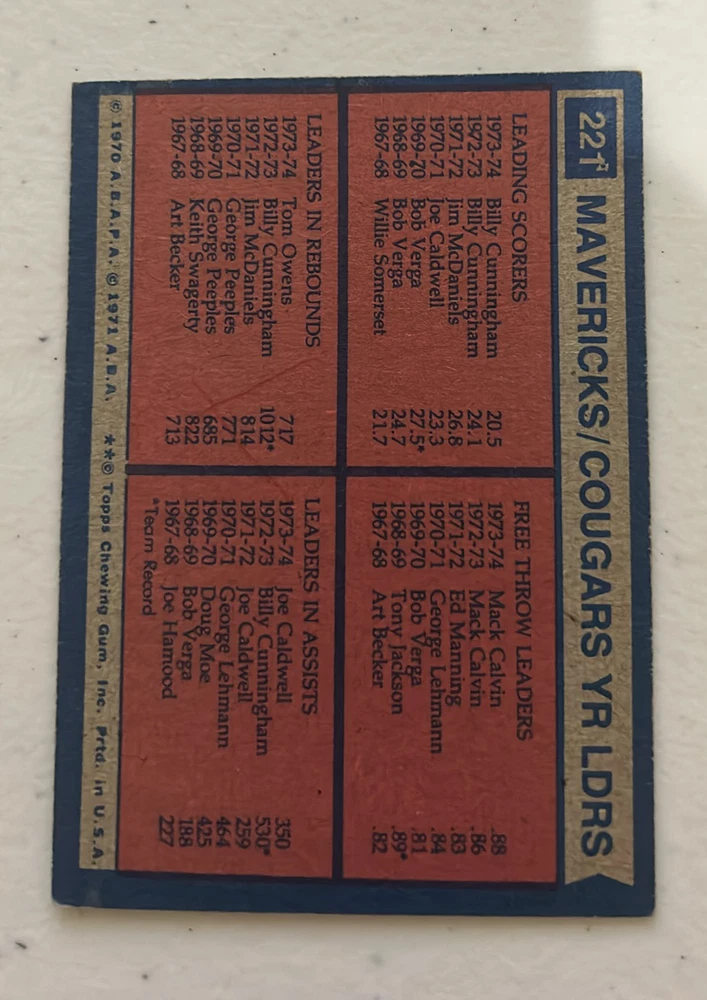 221 MAVERICKS/COUGARS YR LDRS
LEADING SCORERS
1973-74 Billy Cunningham 20.5
1972-73 Billy Cunningham 24.1
1971-72 Jim McDaniels 26.8
1970-71 Joe Caldwell 23.3
1969-70 Bob Verga 27.5*
1968-69 Bob Verga 24.7
1967-68 Willie Somerset 21.7
FREE THROW LEADERS
1973-74 Mack Calvin .88
1972-73 Mack Calvin .86
1971-72 Ed Manning .83
1970-71 George Lehmann .84
1969-70 Bob Verga .81
1968-69 Tony Jackson .89*
1967-68 Art Becker .82
LEADERS IN REBOUNDS
1973-74 Tom Owens 717
1972-73 Billy Cunningham 1012*
1971-72 Jim McDaniels 814
1970-71 George Peeples 771
1969-70 George Peeples 685
1968-69 Keith Swagerty 822
1967-68 Art Becker 713
LEADERS IN ASSISTS
1973-74 Joe Caldwell 350
1972-73 Billy Cunningham 530*
1971-72 Joe Caldwell 259
1970-71 George Lehmann 464
1969-70 Doug Moe 425
1968-69 Bob Verga 188
1967-68 Joe Hamood 227
*Team Record
© 1970 A.B.A.P.A. © 1971 A.B.A. **© Topps Chewing Gum, Inc. Prtd. in U.S.A.